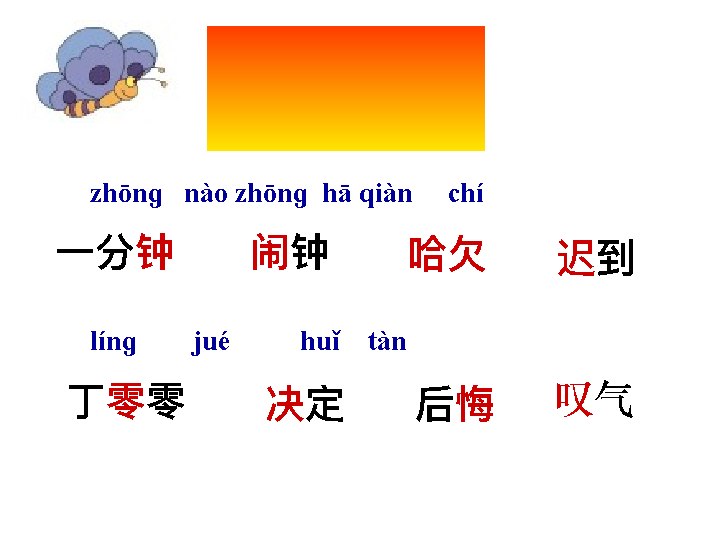 zhōng nào zhōng hā qiàn chí
一分钟 闹钟 哈欠 迟到
líng jué huǐ tàn
丁零零 决定 后悔 叹气